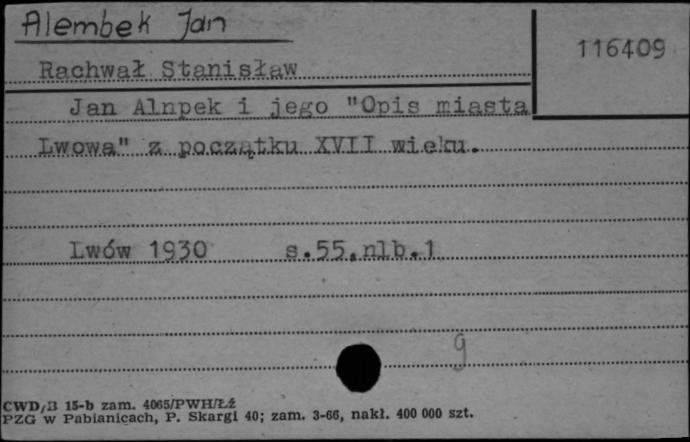 Alembek Jan
116409
Rachwał Stanisław
Jan Alnpek i jego "Opis miasta
Lwowa" z początku XVII wieku.
Lwów 1930 s.55,nlb.1
g
CWD/B 15-b zam. 4065/PWH/Łź
PZG w Pabianicach, P. Skargi 40; zam. 3-66, nakł. 400 000 szt.